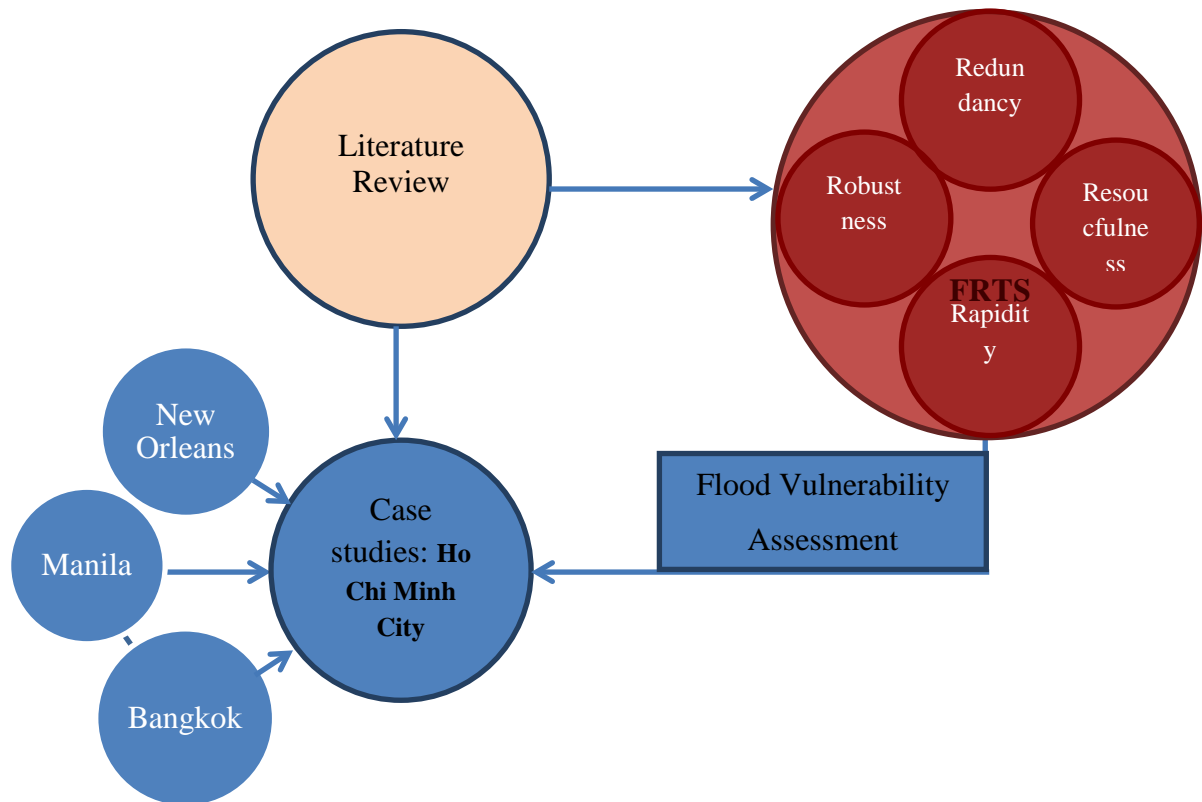 Literature
Review
Redun
dancy
Robust
ness
Resou
cfulne
ss
FRTS
Rapidit
y
New
Orleans
Manila
Bangkok
Case
studies: Ho
Chi Minh
City
Flood Vulnerability
Assessment